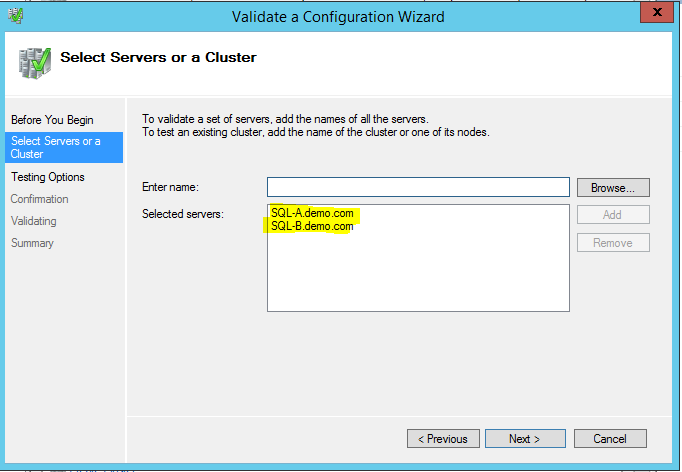 Validate a Configuration Wizard
x
Select Servers or a Cluster
Before You Begin
Select Servers or a
Cluster
Testing Options
Confirmation
Validating
Summary
To validate a set of servers, add the names of all the servers.
To test an existing cluster, add the name of the cluster or one of its nodes.
Enter name:
Browse...
Selected servers:
SQL-A.demo.com
SQL-B.demo.com
Add
Remove
< Previous
Next >
Cancel